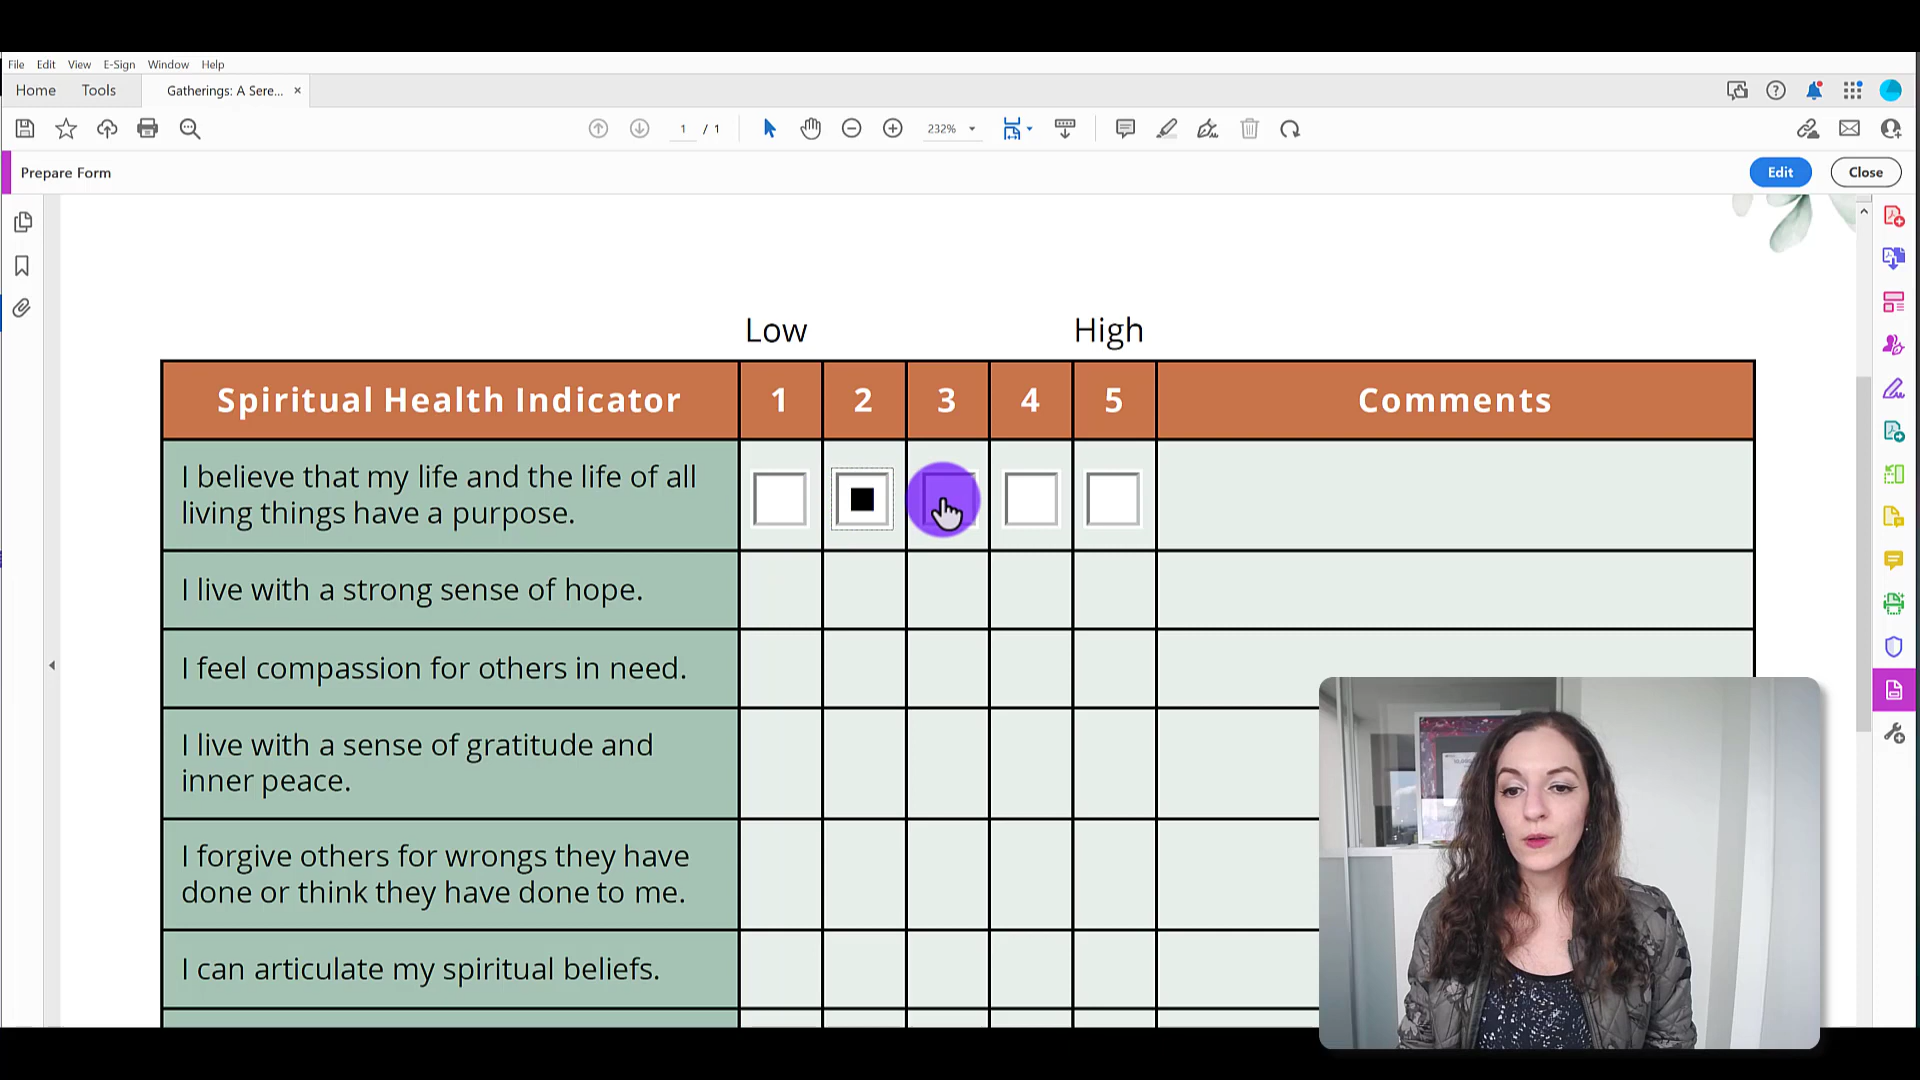 File Edit View E-Sign Window Help
Home Tools Gatherings: A Sere... ×
1 / 1 232%
Prepare Form Edit Close
Low High
Spiritual Health Indicator 1 2 3 4 5 Comments
I believe that my life and the life of all
living things have a purpose.
I live with a strong sense of hope.
I feel compassion for others in need.
I live with a sense of gratitude and
inner peace.
I forgive others for wrongs they have
done or think they have done to me.
I can articulate my spiritual beliefs.